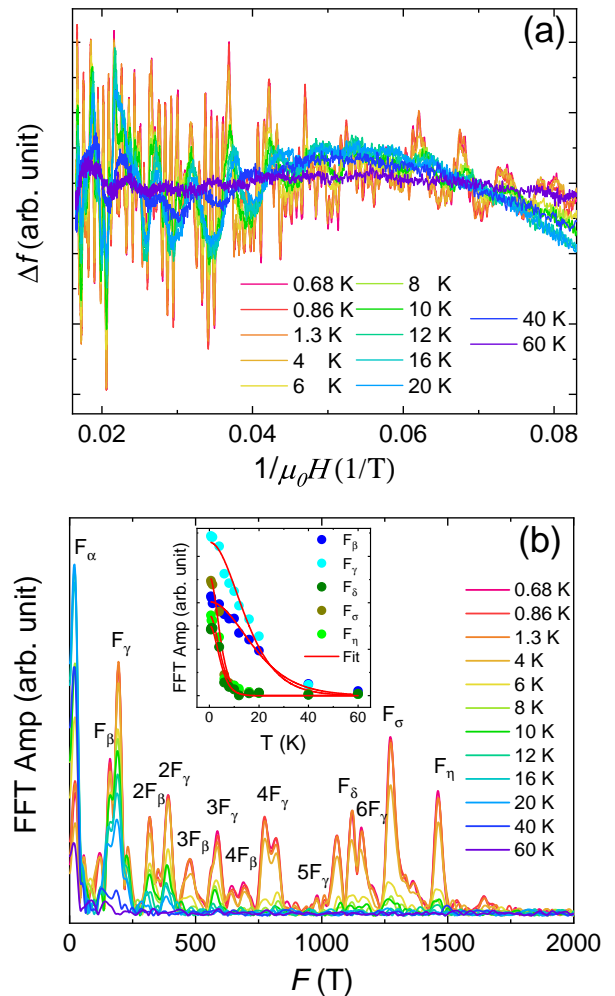 (a)
Δf (arb. unit)
0.68 K
0.86 K
1.3 K
4 K
6 K
8 K
10 K
12 K
16 K
20 K
40 K
60 K
0.02 0.04 0.06 0.08
1/μ₀H (1/T)
(b)
FFT Amp (arb. unit)
Fα
Fβ
Fγ
2Fβ
2Fγ
3Fβ
3Fγ
4Fβ
4Fγ
5Fγ
Fδ
6Fγ
Fσ
Fη
FFT Amp (arb. unit)
Fβ
Fγ
Fδ
Fσ
Fη
Fit
0 20 40 60
T (K)
0.68 K
0.86 K
1.3 K
4 K
6 K
8 K
10 K
12 K
16 K
20 K
40 K
60 K
0 500 1000 1500 2000
F (T)